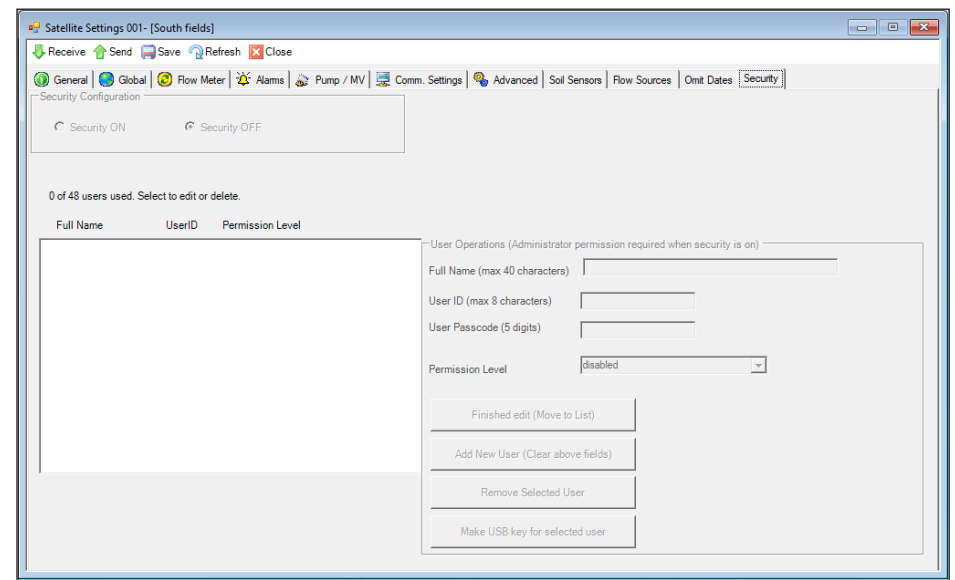 Satellite Settings 001- [South fields]
Receive Send Save Refresh Close
General Global Flow Meter Alarms Pump / MV Comm. Settings Advanced Soil Sensors Flow Sources Omit Dates Security
Security Configuration
Security ON Security OFF
0 of 48 users used. Select to edit or delete.
Full Name UserID Permission Level
User Operations (Administrator permission required when security is on)
Full Name (max 40 characters)
User ID (max 8 characters)
User Passcode (5 digits)
Permission Level disabled
Finished edit (Move to List)
Add New User (Clear above fields)
Remove Selected User
Make USB key for selected user